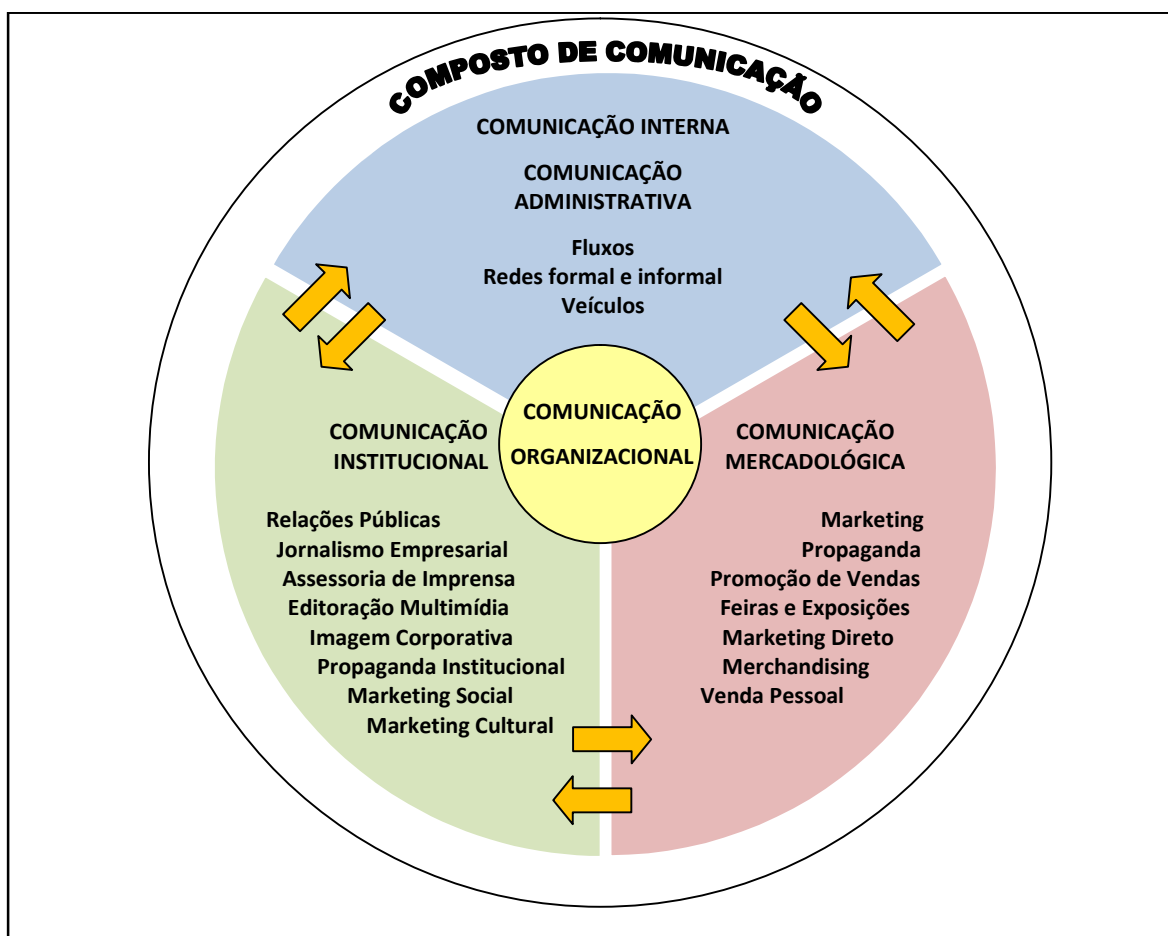 COMPOSTO DE COMUNICAÇÃO
COMUNICAÇÃO INTERNA
COMUNICAÇÃO
ADMINISTRATIVA
Fluxos
Redes formal e informal
Veículos
COMUNICAÇÃO
ORGANIZACIONAL
COMUNICAÇÃO
INSTITUCIONAL
Relações Públicas
Jornalismo Empresarial
Assessoria de Imprensa
Editoração Multimídia
Imagem Corporativa
Propaganda Institucional
Marketing Social
Marketing Cultural
COMUNICAÇÃO
MERCADOLÓGICA
Marketing
Propaganda
Promoção de Vendas
Feiras e Exposições
Marketing Direto
Merchandising
Venda Pessoal